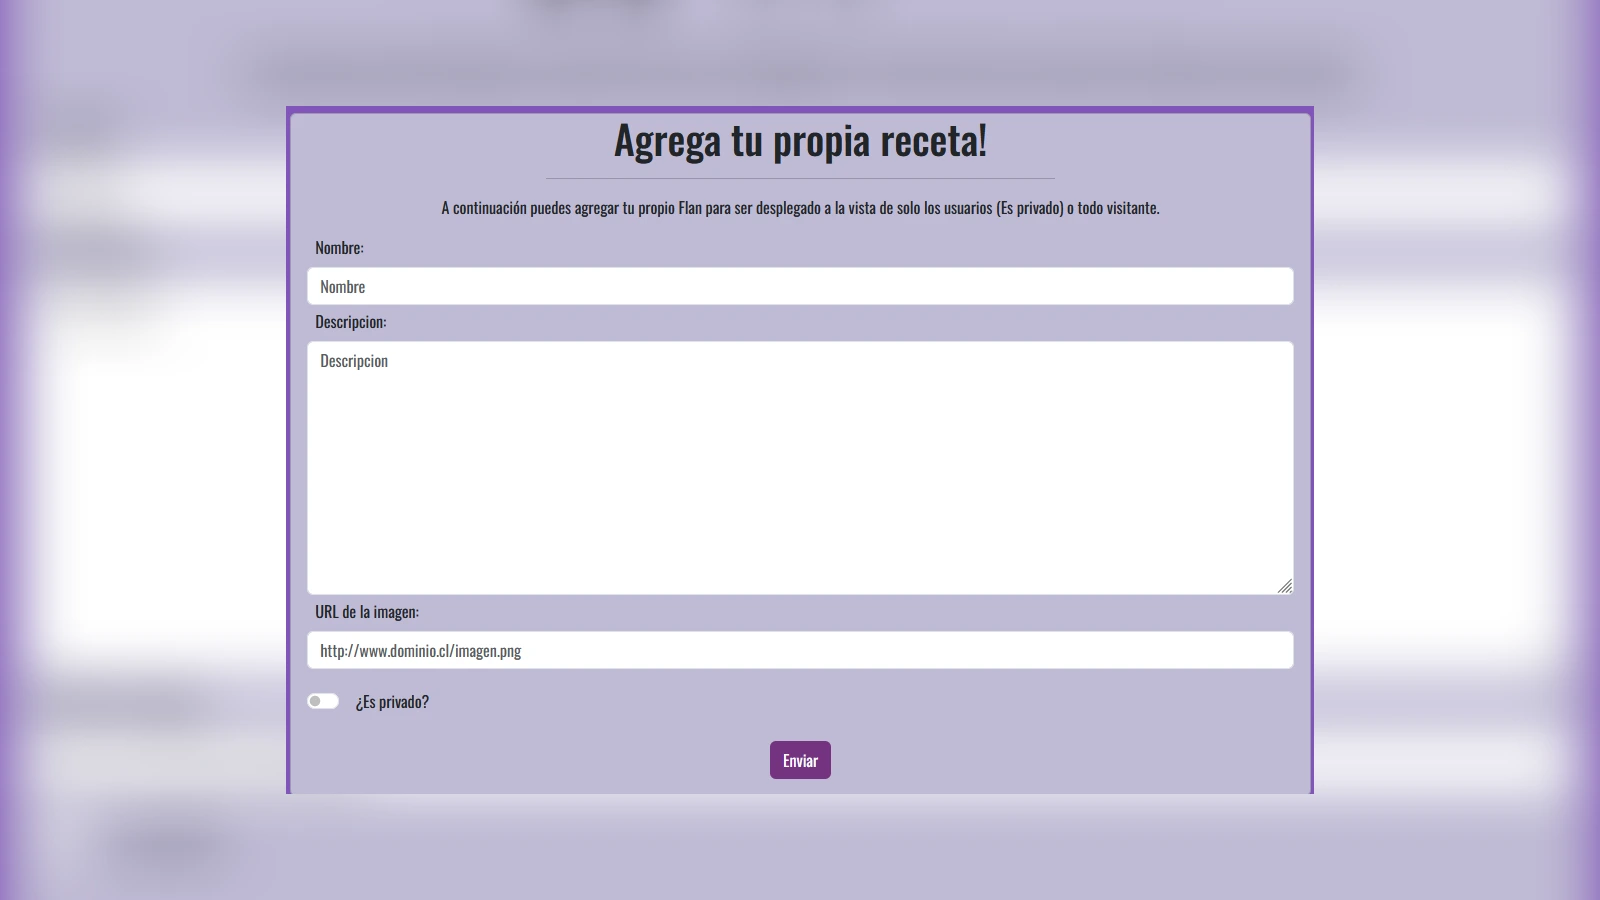 Agrega tu propia receta!
A continuación puedes agregar tu propio Flan para ser desplegado a la vista de solo los usuarios (Es privado) o todo visitante.
Nombre:
Nombre
Descripcion:
Descripcion
URL de la imagen:
http://www.dominio.cl/imagen.png
¿Es privado?
Enviar